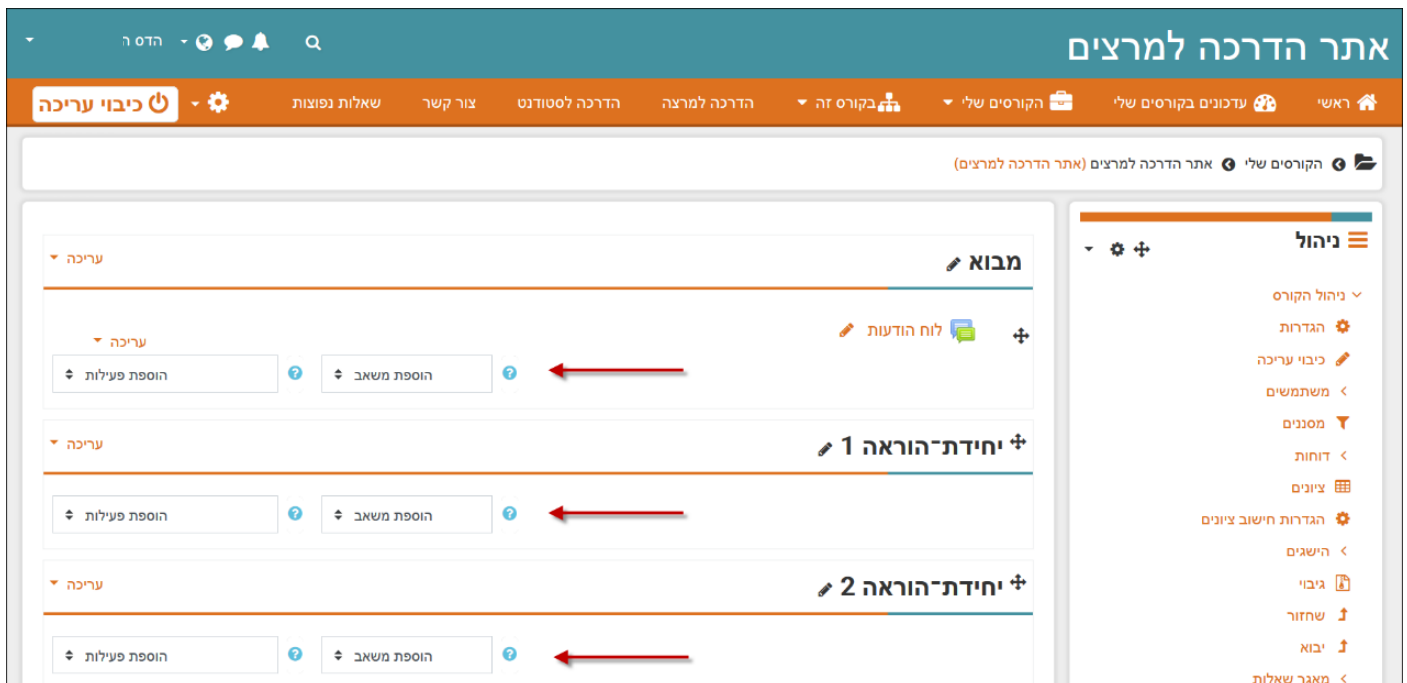 אתר הדרכה למרצים
הדס ה
ראשי
עדכונים בקורסים שלי
הקורסים שלי
בקורס זה
הדרכה למרצה
הדרכה לסטודנט
צור קשר
שאלות נפוצות
כיבוי עריכה
הקורסים שלי
אתר הדרכה למרצים (אתר הדרכה למרצים)
ניהול
ניהול הקורס
הגדרות
כיבוי עריכה
משתמשים
מסננים
דוחות
ציונים
הגדרות חישוב ציונים
הישגים
גיבוי
שחזור
יבוא
מאגר שאלות
מבוא
עריכה
לוח הודעות
עריכה
הוספת משאב
הוספת פעילות
יחידת־הוראה 1
עריכה
הוספת משאב
הוספת פעילות
יחידת־הוראה 2
עריכה
הוספת משאב
הוספת פעילות